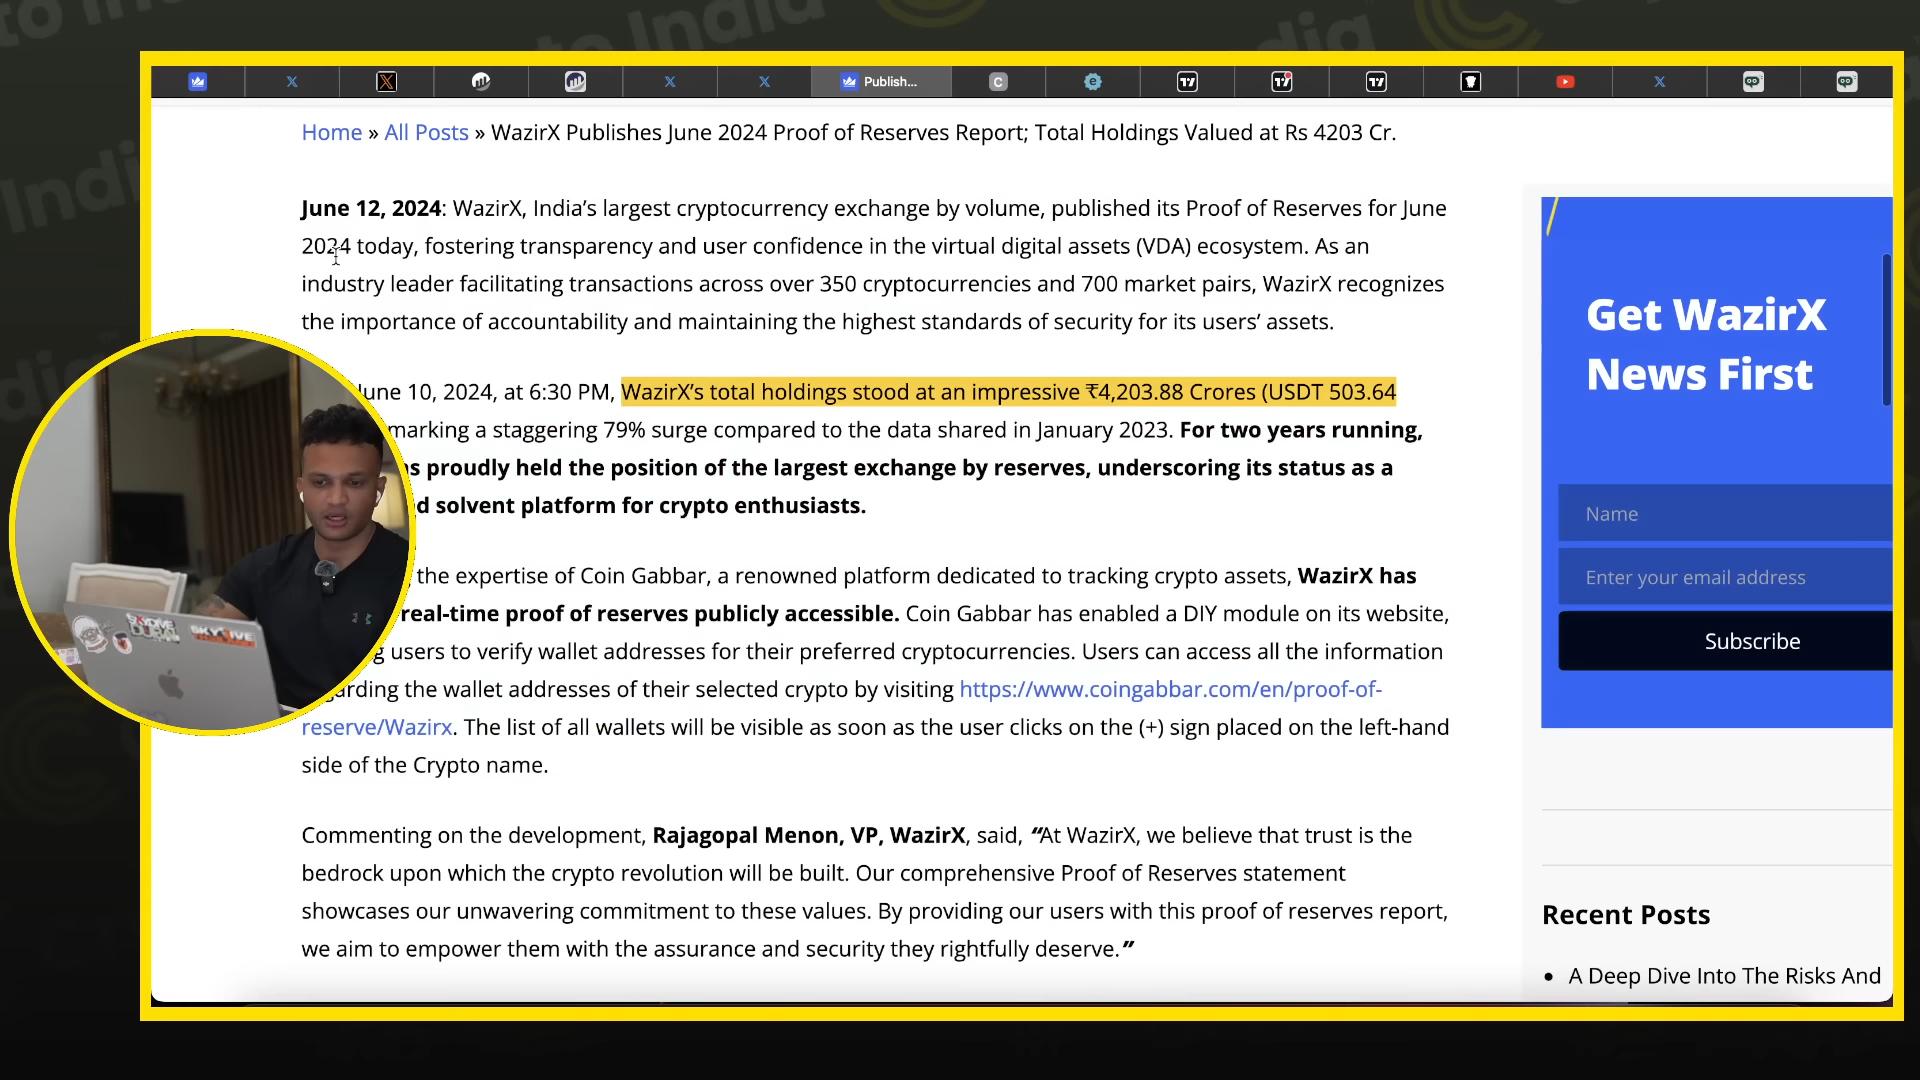 Publish...
Home » All Posts » WazirX Publishes June 2024 Proof of Reserves Report; Total Holdings Valued at Rs 4203 Cr.
June 12, 2024: WazirX, India’s largest cryptocurrency exchange by volume, published its Proof of Reserves for June
2024 today, fostering transparency and user confidence in the virtual digital assets (VDA) ecosystem. As an
industry leader facilitating transactions across over 350 cryptocurrencies and 700 market pairs, WazirX recognizes
the importance of accountability and maintaining the highest standards of security for its users’ assets.
June 10, 2024, at 6:30 PM, WazirX’s total holdings stood at an impressive ₹4,203.88 Crores (USDT 503.64
marking a staggering 79% surge compared to the data shared in January 2023. For two years running,
proudly held the position of the largest exchange by reserves, underscoring its status as a
solvent platform for crypto enthusiasts.
the expertise of Coin Gabbar, a renowned platform dedicated to tracking crypto assets, WazirX has
real-time proof of reserves publicly accessible. Coin Gabbar has enabled a DIY module on its website,
users to verify wallet addresses for their preferred cryptocurrencies. Users can access all the information
the wallet addresses of their selected crypto by visiting https://www.coingabbar.com/en/proof-of-
reserve/Wazirx. The list of all wallets will be visible as soon as the user clicks on the (+) sign placed on the left-hand
side of the Crypto name.
Commenting on the development, Rajagopal Menon, VP, WazirX, said, “At WazirX, we believe that trust is the
bedrock upon which the crypto revolution will be built. Our comprehensive Proof of Reserves statement
showcases our unwavering commitment to these values. By providing our users with this proof of reserves report,
we aim to empower them with the assurance and security they rightfully deserve.”
Get WazirX
News First
Name
Enter your email address
Subscribe
Recent Posts
• A Deep Dive Into The Risks And
SKYDIVE
DUBAI
SKYDIVE
India